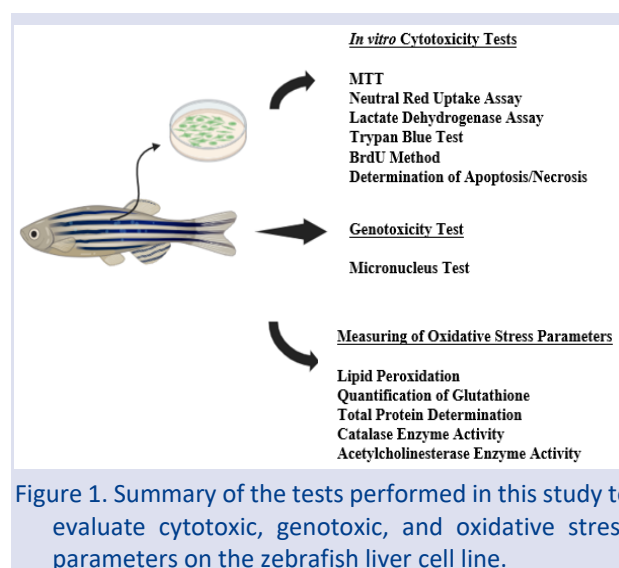 In vitro Cytotoxicity Tests
MTT
Neutral Red Uptake Assay
Lactate Dehydrogenase Assay
Trypan Blue Test
BrdU Method
Determination of Apoptosis/Necrosis
Genotoxicity Test
Micronucleus Test
Measuring of Oxidative Stress Parameters
Lipid Peroxidation
Quantification of Glutathione
Total Protein Determination
Catalase Enzyme Activity
Acetylcholinesterase Enzyme Activity
Figure 1. Summary of the tests performed in this study to
evaluate cytotoxic, genotoxic, and oxidative stres
parameters on the zebrafish liver cell line.